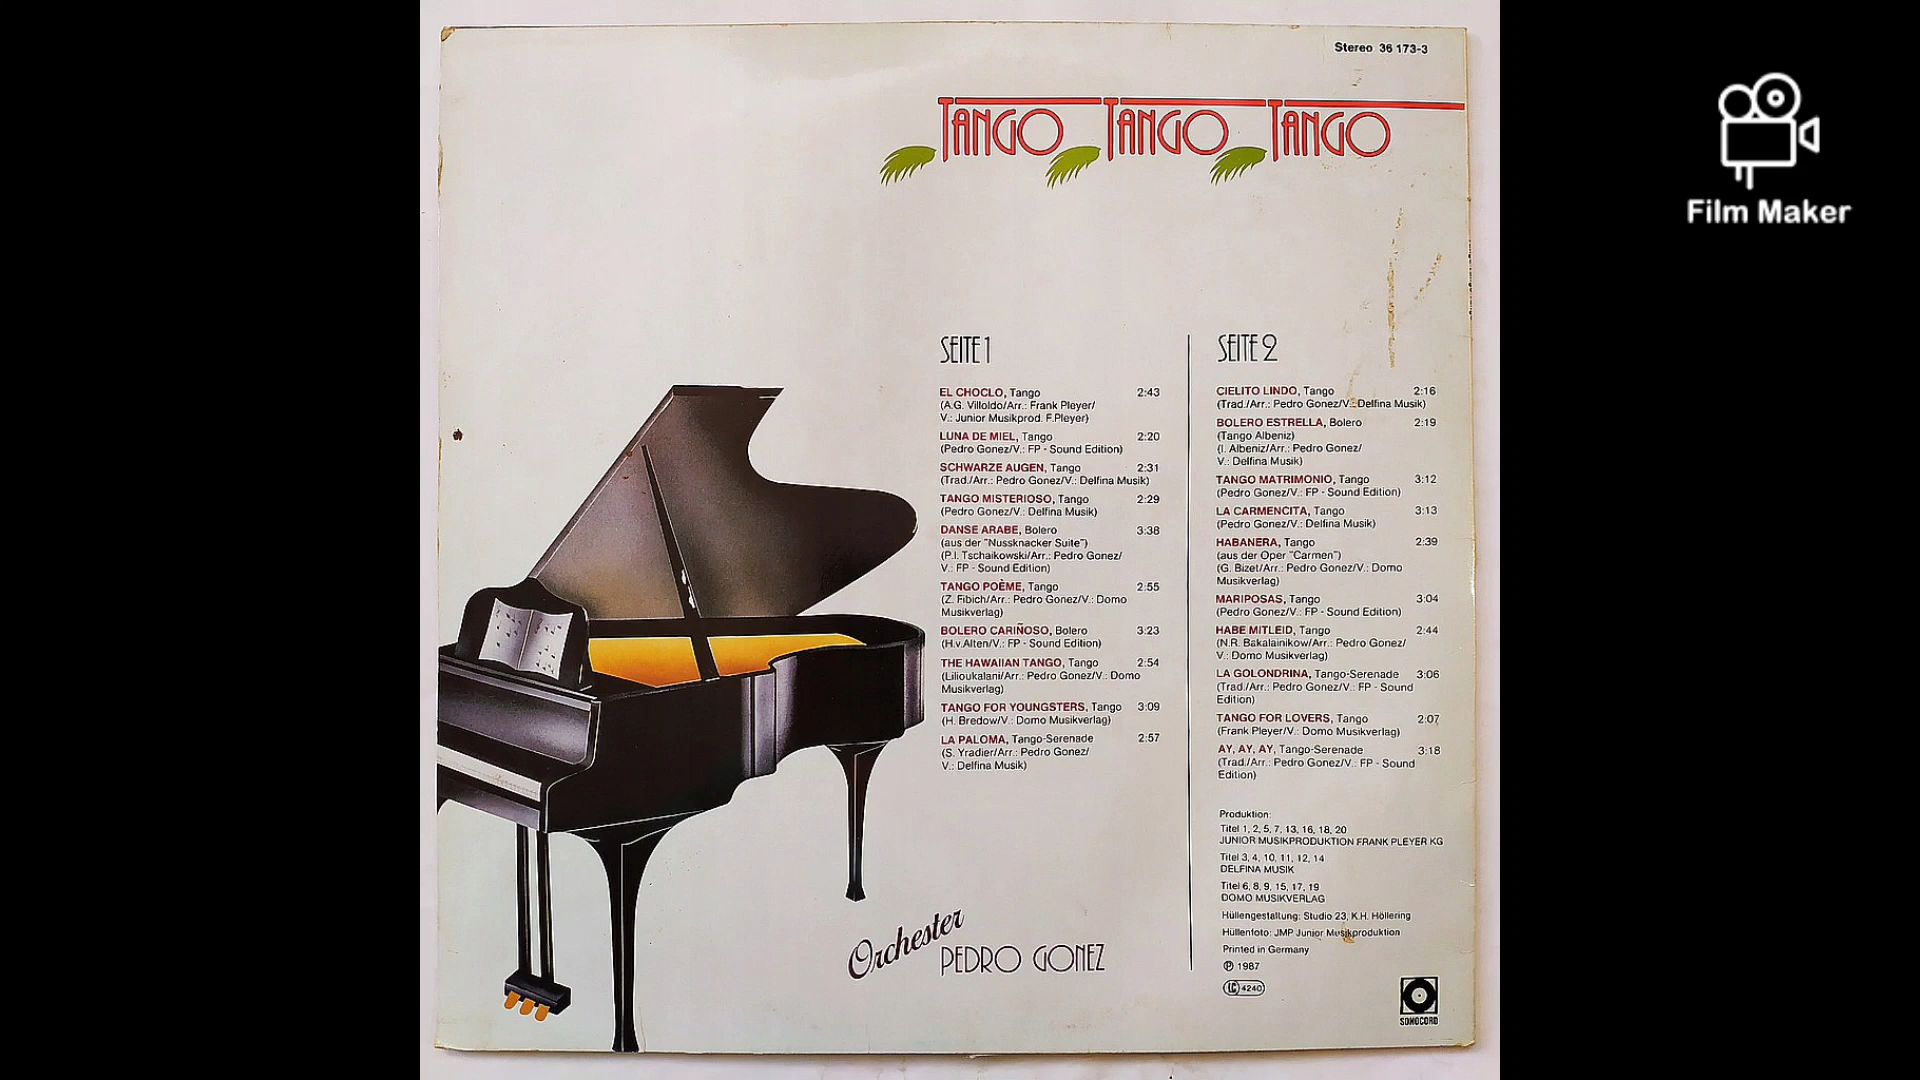 Stereo 36 173-3
TANGO TANGO TANGO
Film Maker
SEITE 1
EL CHOCLO, Tango 2:43
(A.G. Villoldo/Arr.: Frank Pleyer/
V.: Junior Musikprod. F.Pleyer)
LUNA DE MIEL, Tango 2:20
(Pedro Gonez/V.: FP - Sound Edition)
SCHWARZE AUGEN, Tango 2:31
(Trad./Arr.: Pedro Gonez/V.: Delfina Musik)
TANGO MISTERIOSO, Tango 2:29
(Pedro Gonez/V.: Delfina Musik)
DANSE ARABE, Bolero 3:38
(aus der "Nussknacker Suite")
(P.I. Tschaikowski/Arr.: Pedro Gonez/
V.: FP - Sound Edition)
TANGO POÈME, Tango 2:55
(Z. Fibich/Arr.: Pedro Gonez/V.: Domo
Musikverlag)
BOLERO CARIÑOSO, Bolero 3:23
(H.v.Alten/V.: FP - Sound Edition)
THE HAWAIIAN TANGO, Tango 2:54
(Lilioukalani/Arr.: Pedro Gonez/V.: Domo
Musikverlag)
TANGO FOR YOUNGSTERS, Tango 3:09
(H. Bredow/V.: Domo Musikverlag)
LA PALOMA, Tango-Serenade 2:57
(S. Yradier/Arr.: Pedro Gonez/
V.: Delfina Musik)
SEITE 2
CIELITO LINDO, Tango 2:16
(Trad./Arr.: Pedro Gonez/V.: Delfina Musik)
BOLERO ESTRELLA, Bolero 2:19
(Tango Albeniz)
(I. Albeniz/Arr.: Pedro Gonez/
V.: Delfina Musik)
TANGO MATRIMONIO, Tango 3:12
(Pedro Gonez/V.: FP - Sound Edition)
LA CARMENCITA, Tango 3:13
(Pedro Gonez/V.: Delfina Musik)
HABANERA, Tango 2:39
(aus der Oper "Carmen")
(G. Bizet/Arr.: Pedro Gonez/V.: Domo
Musikverlag)
MARIPOSAS, Tango 3:04
(Pedro Gonez/V.: FP - Sound Edition)
HABE MITLEID, Tango 2:44
(N.R. Bakalainikow/Arr.: Pedro Gonez/
V.: Domo Musikverlag)
LA GOLONDRINA, Tango-Serenade 3:06
(Trad./Arr.: Pedro Gonez/V.: FP - Sound
Edition)
TANGO FOR LOVERS, Tango 2:07
(Frank Pleyer/V.: Domo Musikverlag)
AY, AY, AY, Tango-Serenade 3:18
(Trad./Arr.: Pedro Gonez/V.: FP - Sound
Edition)
Produktion:
Titel 1, 2, 5, 7, 13, 16, 18, 20
JUNIOR MUSIKPRODUKTION FRANK PLEYER KG
Titel 3, 4, 10, 11, 12, 14
DELFINA MUSIK
Titel 6, 8, 9, 15, 17, 19
DOMO MUSIKVERLAG
Hüllengestaltung: Studio 23, K.H. Höllering
Hüllenfoto: JMP Junior Musikproduktion
Printed in Germany
℗ 1987
LC 4240
SONOCORD
Orchester
PEDRO GONEZ